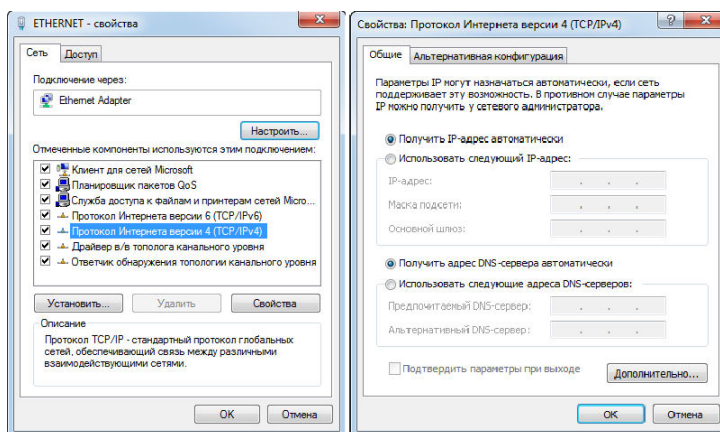 ETHERNET - свойства
Сеть
Доступ
Подключение через:
Ethernet Adapter
Настроить...
Отмеченные компоненты используются этим подключением:
Клиент для сетей Microsoft
Планировщик пакетов QoS
Служба доступа к файлам и принтерам сетей Micro...
Протокол Интернета версии 6 (TCP/IPv6)
Протокол Интернета версии 4 (TCP/IPv4)
Драйвер в/в тополога канального уровня
Ответчик обнаружения топологии канального уровня
Установить...
Удалить
Свойства
Описание
Протокол TCP/IP - стандартный протокол глобальных
сетей, обеспечивающий связь между различными
взаимодействующими сетями.
OK
Отмена
Свойства: Протокол Интернета версии 4 (TCP/IPv4)
Общие
Альтернативная конфигурация
Параметры IP могут назначаться автоматически, если сеть
поддерживает эту возможность. В противном случае параметры
IP можно получить у сетевого администратора.
Получить IP-адрес автоматически
Использовать следующий IP-адрес:
IP-адрес:
Маска подсети:
Основной шлюз:
Получить адрес DNS-сервера автоматически
Использовать следующие адреса DNS-серверов:
Предпочитаемый DNS-сервер:
Альтернативный DNS-сервер:
Подтвердить параметры при выходе
Дополнительно...
OK
Отмена